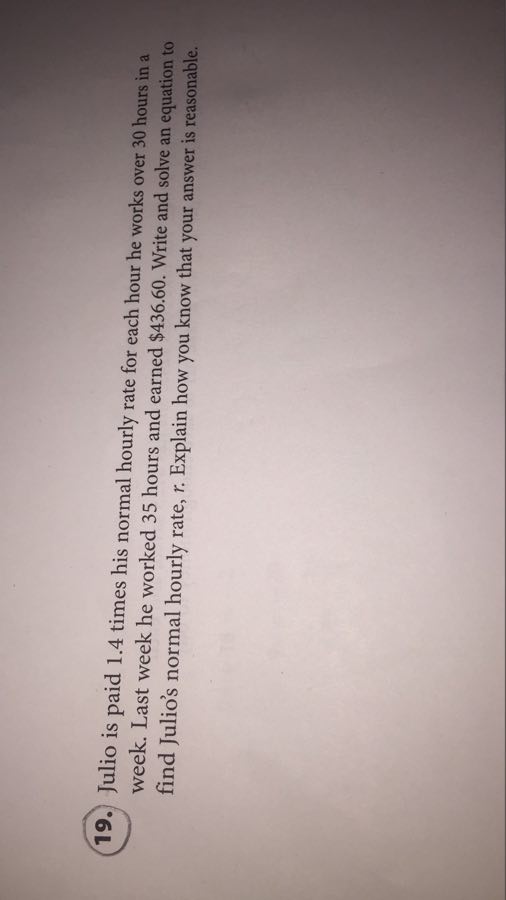 19. Julio is paid 1.4 times his normal hourly rate for each hour he works over 30 hours in a
week. Last week he worked 35 hours and earned $436.60. Write and solve an equation to
find Julio's normal hourly rate, r. Explain how you know that your answer is reasonable.